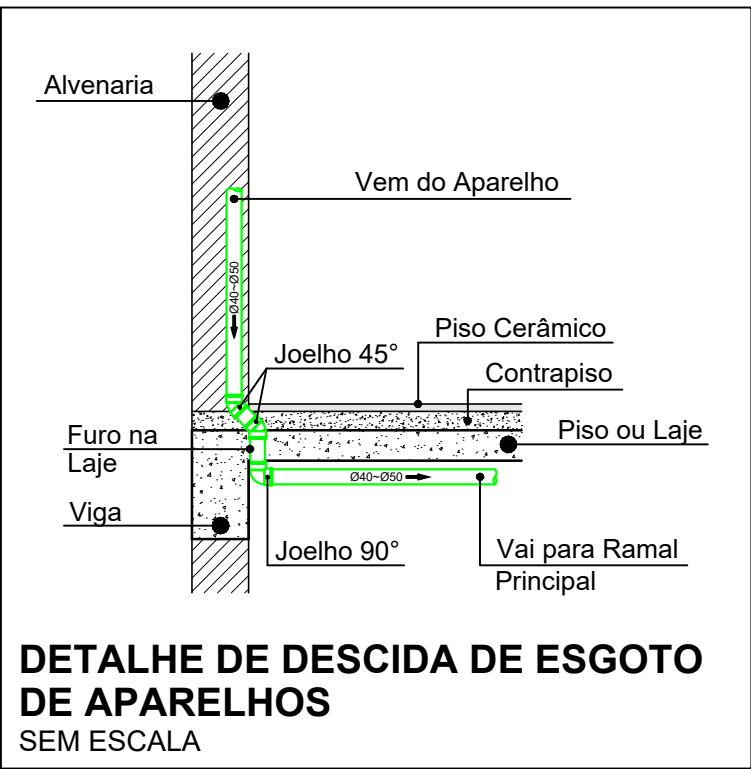 Alvenaria
Vem do Aparelho
Ø40~Ø50
Piso Cerâmico
Joelho 45°
Contrapiso
Furo na
Laje
Piso ou Laje
Ø40~Ø50
Viga
Joelho 90°
Vai para Ramal
Principal
DETALHE DE DESCIDA DE ESGOTO
DE APARELHOS
SEM ESCALA